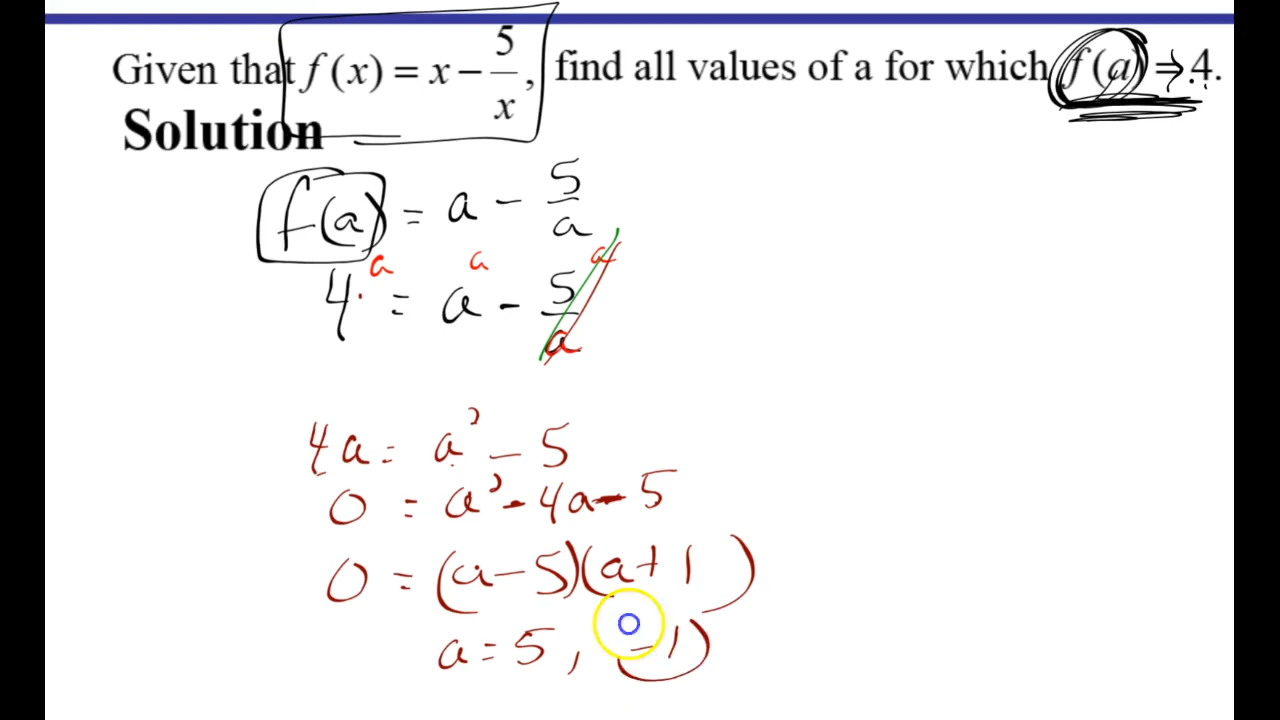 Given that f(x) = x - 5/x, find all values of a for which f(a) = 4.
Solution
f(a) = a - 5/a
4 · a = a a - 5/a a
4a = a² - 5
0 = a² - 4a - 5
0 = (a - 5)(a + 1)
a = 5, -1